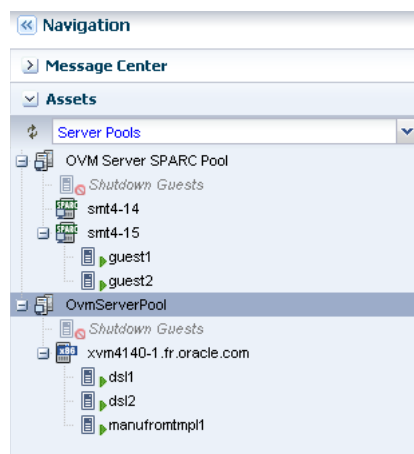 Navigation
Message Center
Assets
Server Pools
OVM Server SPARC Pool
Shutdown Guests
SPARC smt4-14
SPARC smt4-15
guest1
guest2
OvmServerPool
Shutdown Guests
x86 xvm4140-1.fr.oracle.com
dsl1
dsl2
manufromtmpl1